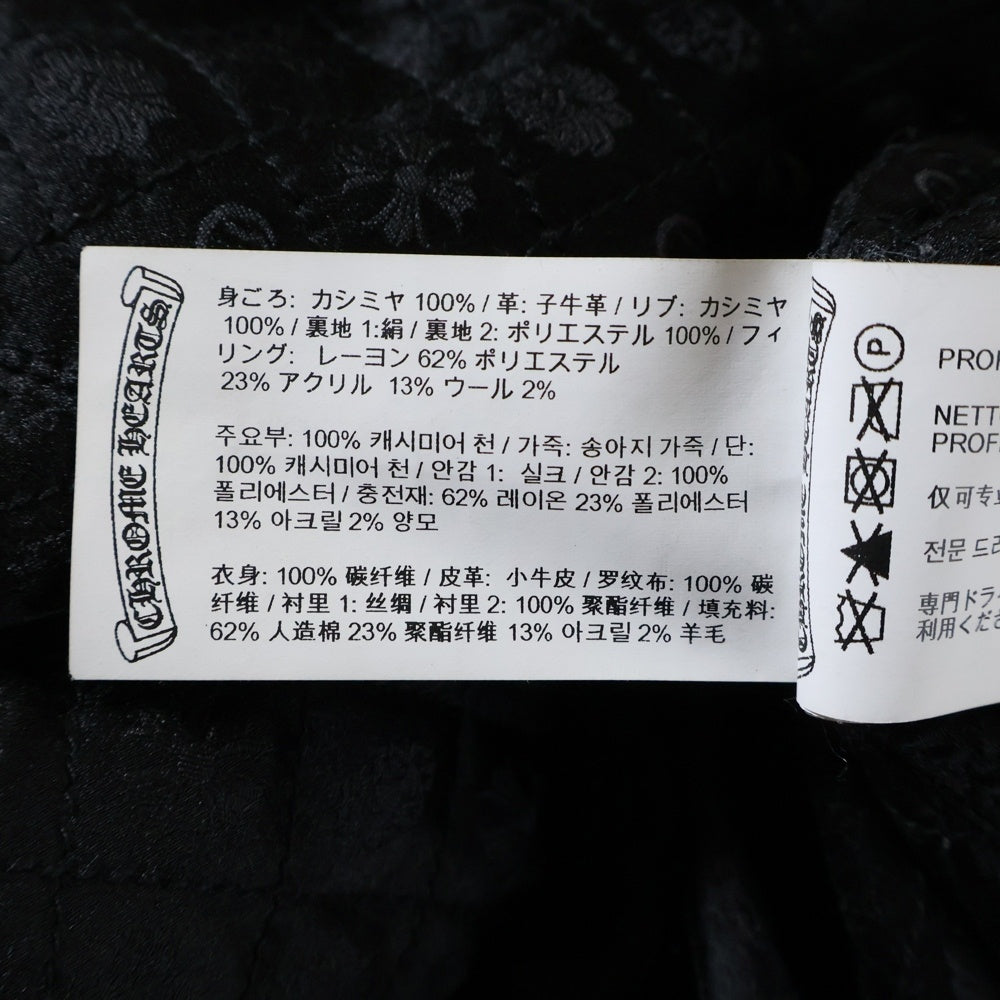 CHROME HEARTS
身ごろ: カシミヤ 100% / 革: 子牛革 / リブ: カシミヤ
100% / 裏地 1:絹 / 裏地 2: ポリエステル 100% / フィ
リング: レーヨン 62% ポリエステル
23% アクリル 13% ウール 2%
주요부: 100% 캐시미어 천 / 가죽: 송아지 가죽 / 단:
100% 캐시미어 천 / 안감 1: 실크 / 안감 2: 100%
폴리에스터 / 충전재: 62% 레이온 23% 폴리에스터
13% 아크릴 2% 양모
衣身: 100% 碳纤维 / 皮革: 小牛皮 / 罗纹布: 100% 碳
纤维 / 衬里 1: 丝绸 / 衬里 2: 100% 聚酯纤维 / 填充料:
62% 人造棉 23% 聚酯纤维 13% 아크릴 2% 羊毛
P
PROF
NETT
PROF
仅可专
전문 드
専門ドラ
利用くだ